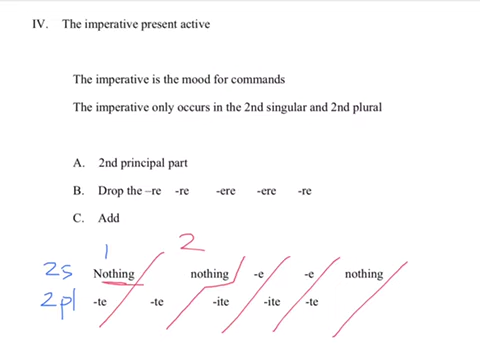 IV. The imperative present active
The imperative is the mood for commands
The imperative only occurs in the 2nd singular and 2nd plural
A. 2nd principal part
B. Drop the –re -re -ere -ere -re
C. Add
1 2
2s Nothing nothing -e -e nothing
2pl -te -te -ite -ite -te